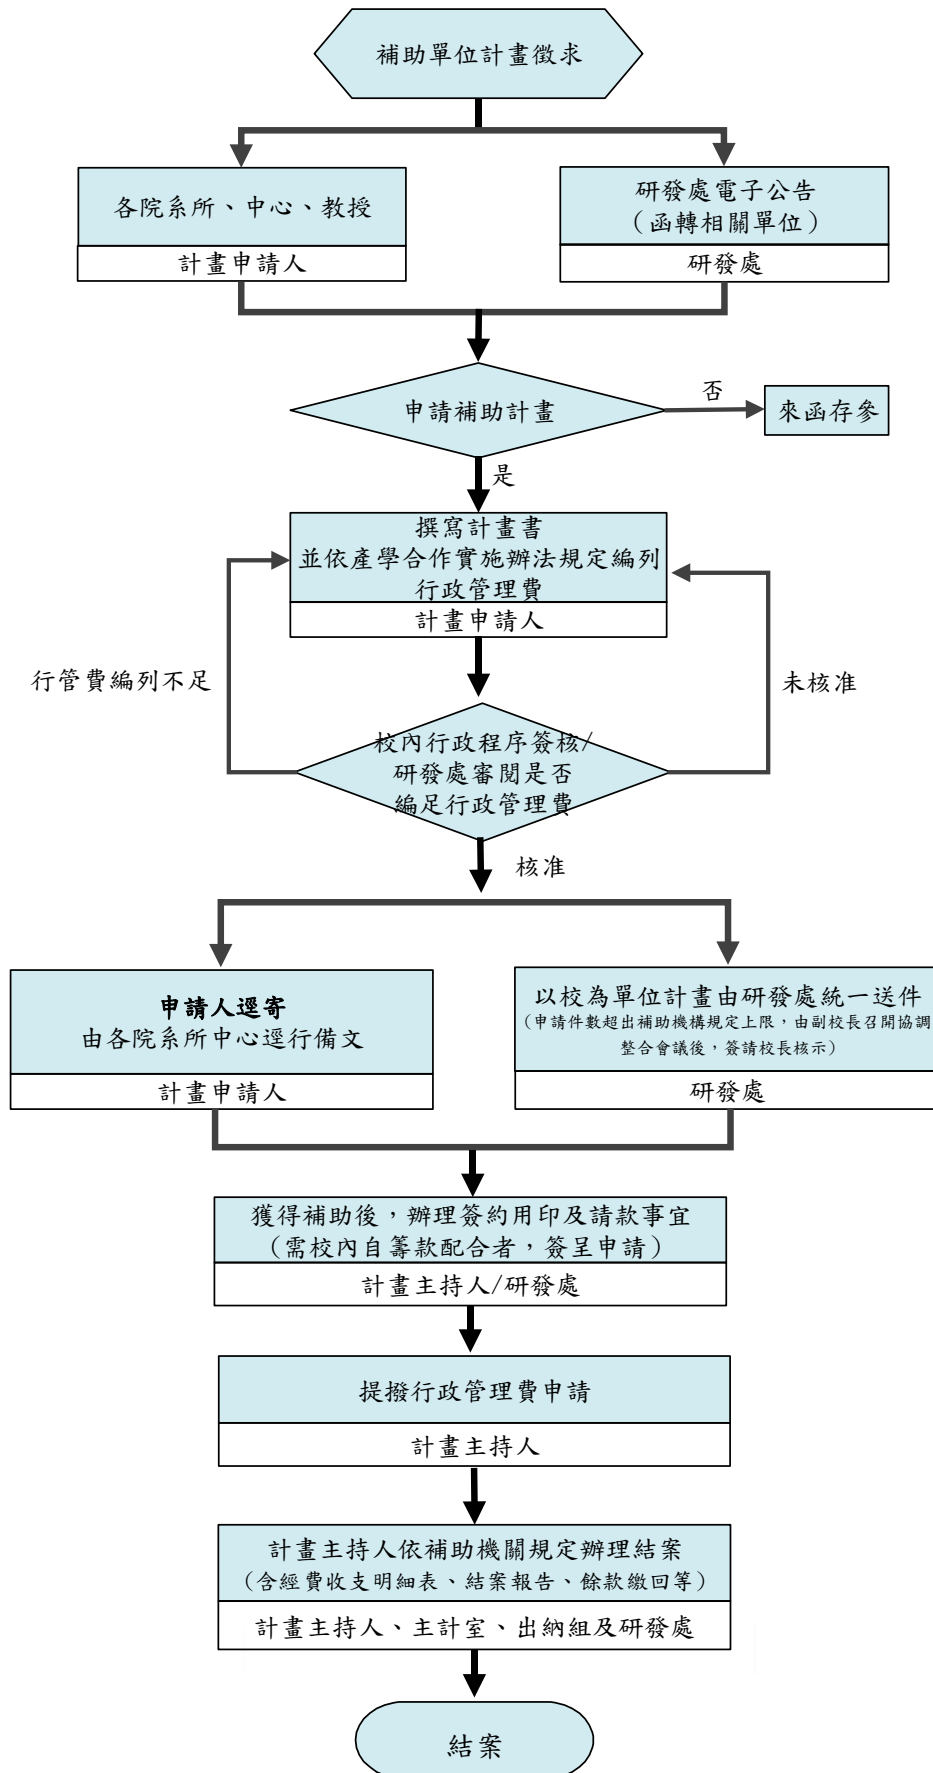 補助單位計畫徵求
各院系所、中心、教授
計畫申請人
研發處電子公告
（函轉相關單位）
研發處
申請補助計畫
否
來函存參
是
撰寫計畫書
並依產學合作實施辦法規定編列
行政管理費
計畫申請人
行管費編列不足
未核准
校內行政程序簽核/
研發處審閱是否
編足行政管理費
核准
申請人逕寄
由各院系所中心逕行備文
計畫申請人
以校為單位計畫由研發處統一送件
（申請件數超出補助機構規定上限，由副校長召開協調
整合會議後，簽請校長核示）
研發處
獲得補助後，辦理簽約用印及請款事宜
（需校內自籌款配合者，簽呈申請）
計畫主持人/研發處
提撥行政管理費申請
計畫主持人
計畫主持人依補助機關規定辦理結案
（含經費收支明細表、結案報告、餘款繳回等）
計畫主持人、主計室、出納組及研發處
結案